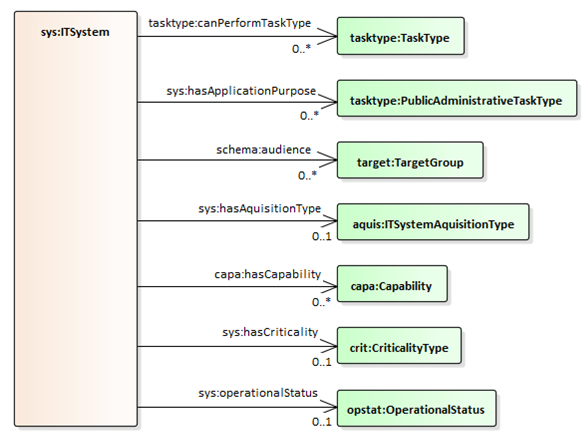 sys:ITSystem
tasktype:canPerformTaskType
0..*
tasktype:TaskType
sys:hasApplicationPurpose
0..*
tasktype:PublicAdministrativeTaskType
schema:audience
0..*
target:TargetGroup
sys:hasAquisitionType
0..1
aquis:ITSystemAquisitionType
capa:hasCapability
0..*
capa:Capability
sys:hasCriticality
0..1
crit:CriticalityType
sys:operationalStatus
0..1
opstat:OperationalStatus